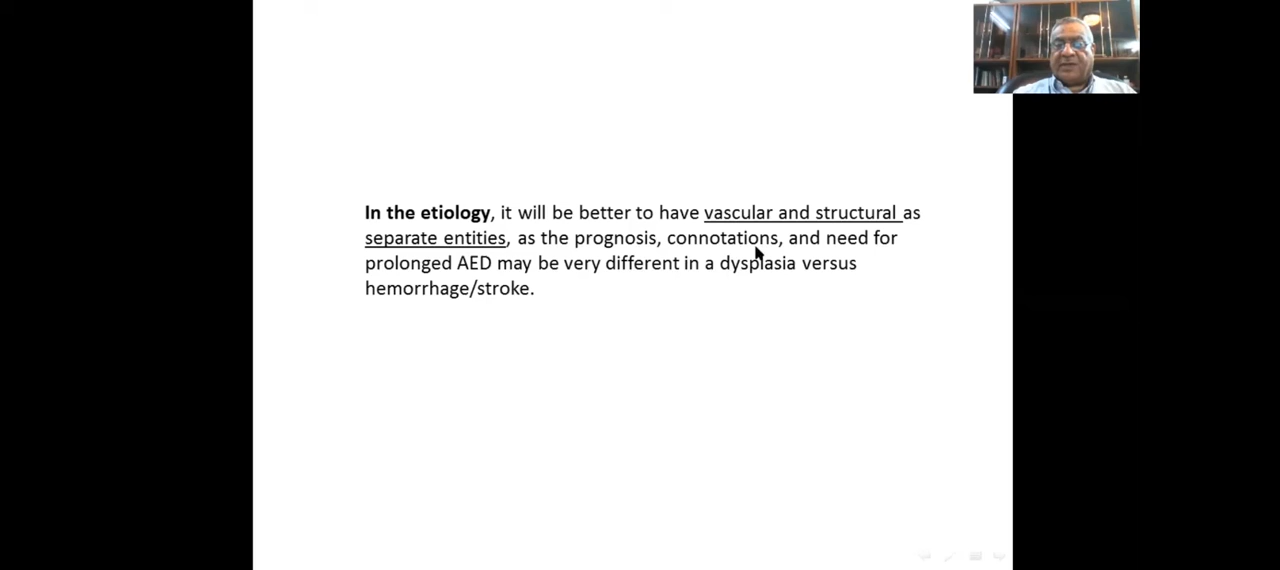 In the etiology, it will be better to have vascular and structural as
separate entities, as the prognosis, connotations, and need for
prolonged AED may be very different in a dysplasia versus
hemorrhage/stroke.